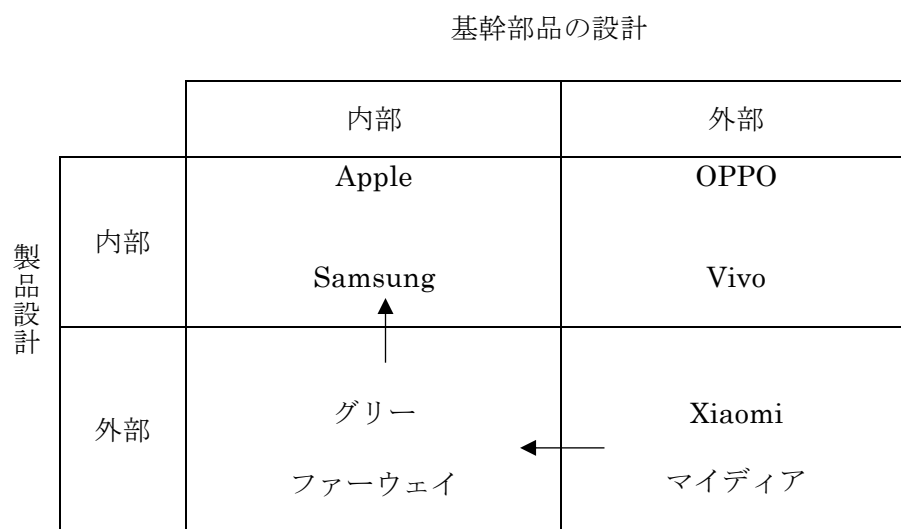 基幹部品の設計
内部 外部
製品設計
内部
Apple OPPO
Samsung Vivo
外部
グリー Xiaomi
ファーウェイ マイディア